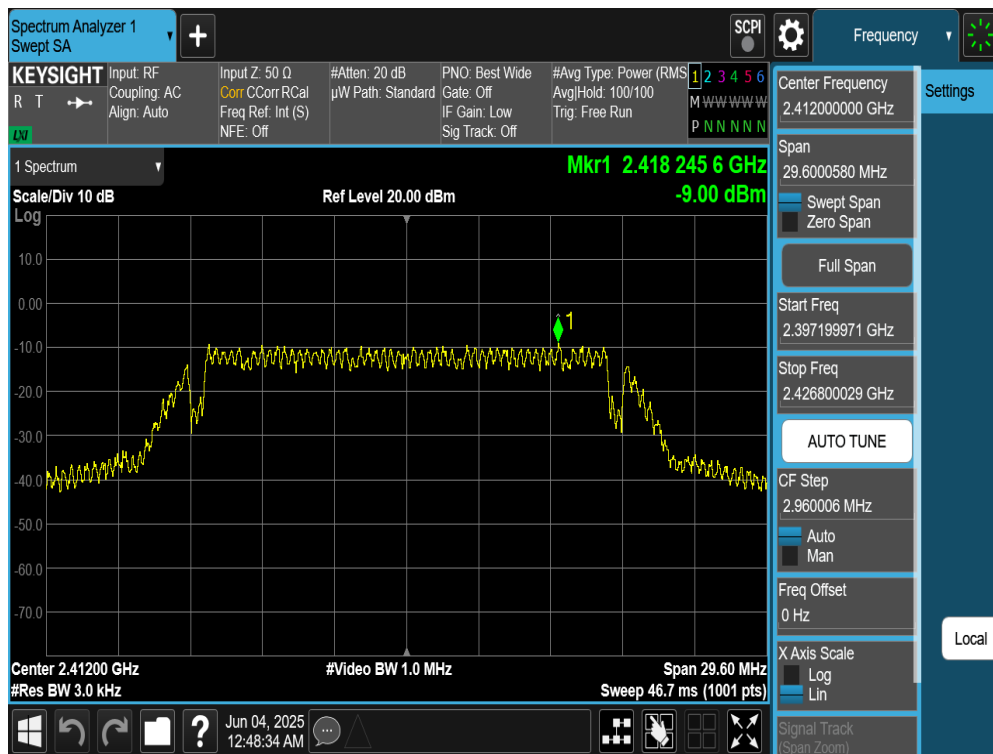 Spectrum Analyzer 1
Swept SA
SCPI
Frequency
KEYSIGHT
R T
LXI
Input: RF
Coupling: AC
Align: Auto
Input Z: 50 Ω
Corr CCorr RCal
Freq Ref: Int (S)
NFE: Off
#Atten: 20 dB
µW Path: Standard
PNO: Best Wide
Gate: Off
IF Gain: Low
Sig Track: Off
#Avg Type: Power (RMS
Avg|Hold: 100/100
Trig: Free Run
1 2 3 4 5 6
M W W W W W
P N N N N N
1 Spectrum
Mkr1 2.418 245 6 GHz
-9.00 dBm
Scale/Div 10 dB
Ref Level 20.00 dBm
Log
1
10.0
0.00
-10.0
-20.0
-30.0
-40.0
-50.0
-60.0
-70.0
Center 2.41200 GHz
#Video BW 1.0 MHz
Span 29.60 MHz
#Res BW 3.0 kHz
Sweep 46.7 ms (1001 pts)
Center Frequency
2.412000000 GHz
Settings
Span
29.6000580 MHz
Swept Span
Zero Span
Full Span
Start Freq
2.397199971 GHz
Stop Freq
2.426800029 GHz
AUTO TUNE
CF Step
2.960006 MHz
Auto
Man
Freq Offset
0 Hz
Local
X Axis Scale
Log
Lin
Signal Track
(Span Zoom)
?
Jun 04, 2025
12:48:34 AM